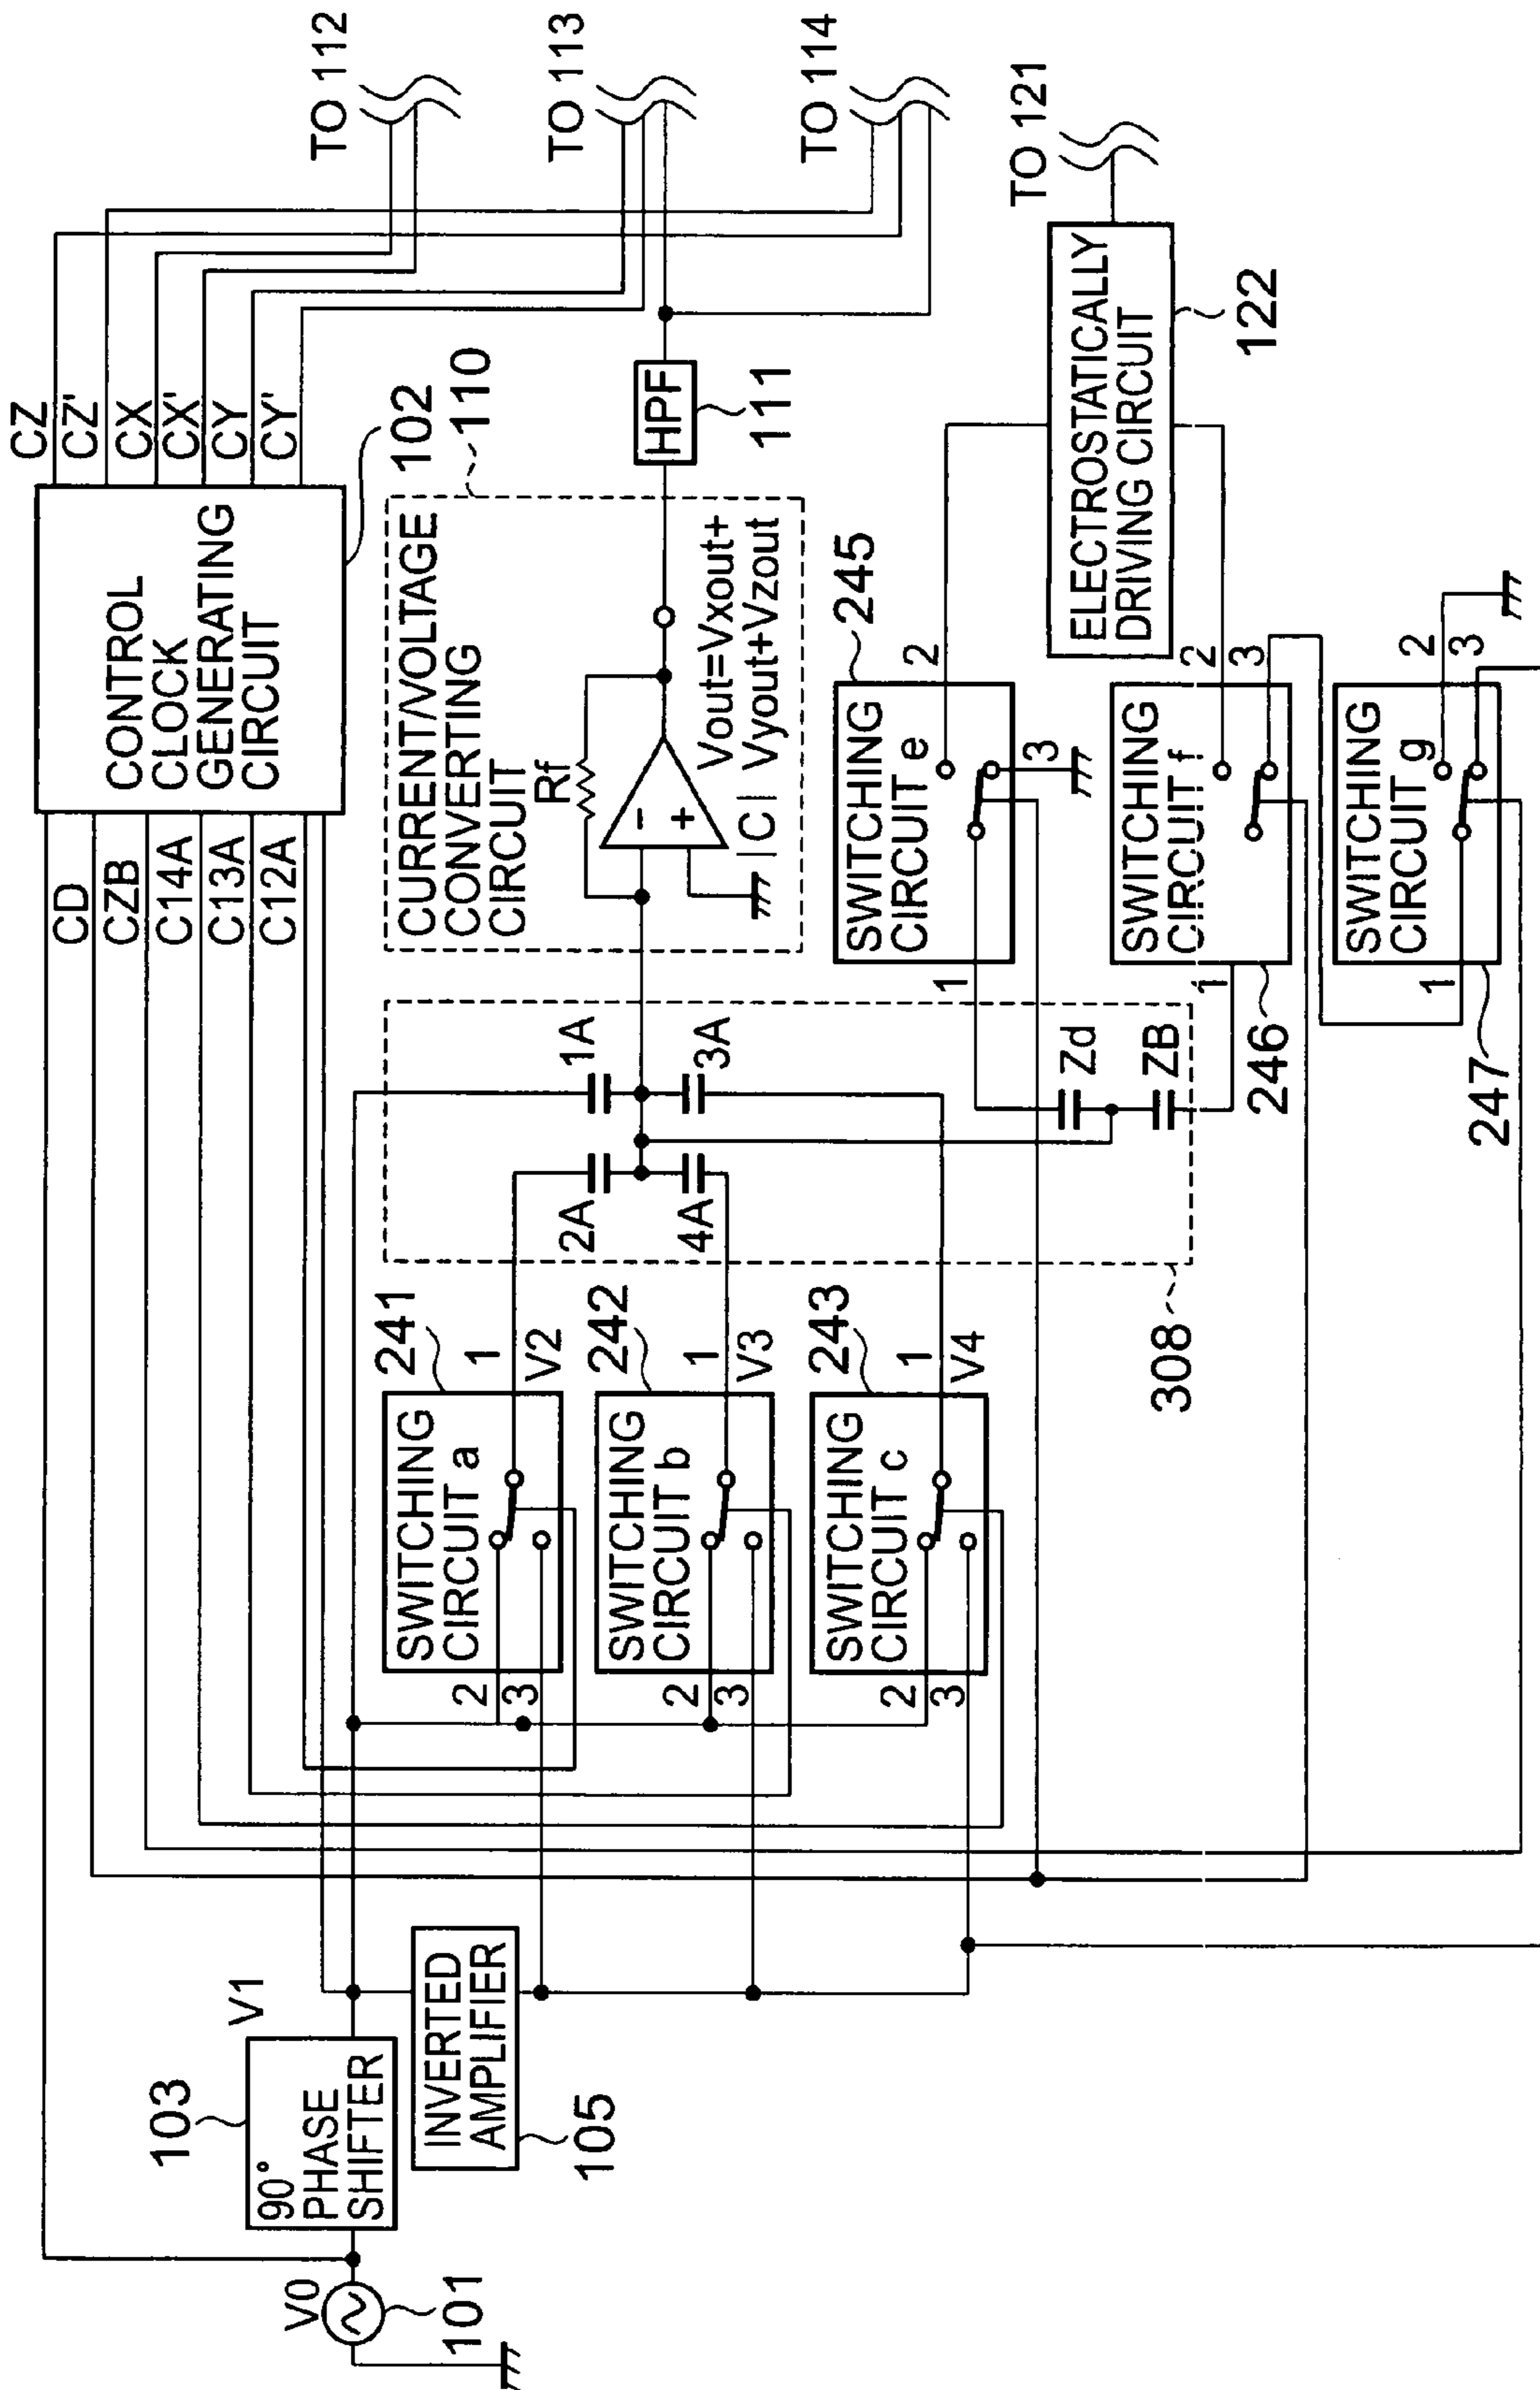 V0
101
103
90°
PHASE
SHIFTER
V1
INVERTED
AMPLIFIER
105
CD
CZB
C14A
C13A
C12A
CONTROL
CLOCK
GENERATING
CIRCUIT
102
CZ
CZ'
CX
CX'
CY
CY'
TO 112
TO 113
TO 114
TO 121
241
SWITCHING
CIRCUIT a
2
3
1
V2
242
SWITCHING
CIRCUIT b
2
3
1
V3
243
SWITCHING
CIRCUIT c
2
3
1
V4
308
2A
1A
4A
3A
Zd
ZB
110
CURRENT/VOLTAGE
CONVERTING
CIRCUIT
Rf
-
+
|C|
Vout=Vxout+
Vyout+Vzout
HPF
111
245
SWITCHING
CIRCUIT e
1
2
3
SWITCHING
CIRCUIT f
1
2
3
246
SWITCHING
CIRCUIT g
1
2
3
247
ELECTROSTATICALLY
DRIVING CIRCUIT
122